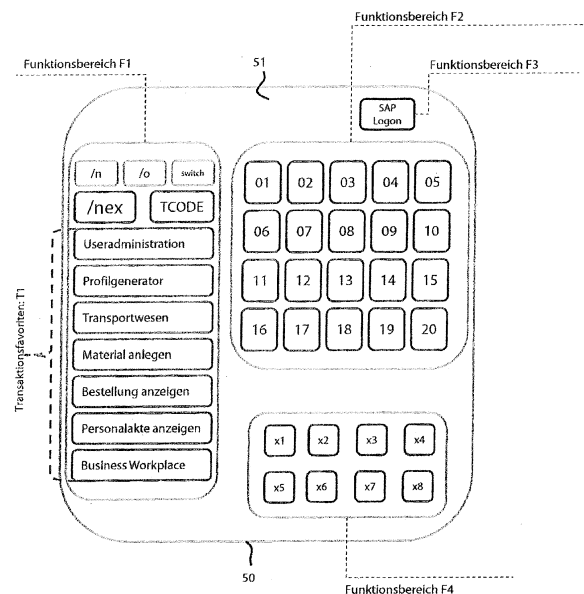 Funktionsbereich F2
Funktionsbereich F1
51
Funktionsbereich F3
SAP
Logon
/n
/o
switch
/nex
TCODE
01 02 03 04 05
06 07 08 09 10
11 12 13 14 15
16 17 18 19 20
Transaktionsfavoriten: T1
Useradministration
Profilgenerator
Transportwesen
Material anlegen
Bestellung anzeigen
Personalakte anzeigen
Business Workplace
x1 x2 x3 x4
x5 x6 x7 x8
50
Funktionsbereich F4